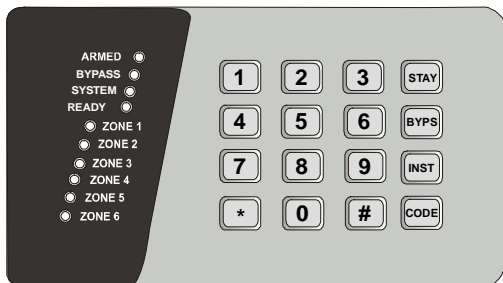 ARMED
BYPASS
SYSTEM
READY
ZONE 1
ZONE 2
ZONE 3
ZONE 4
ZONE 5
ZONE 6
1 2 3 STAY
4 5 6 BYPS
7 8 9 INST
* 0 # CODE